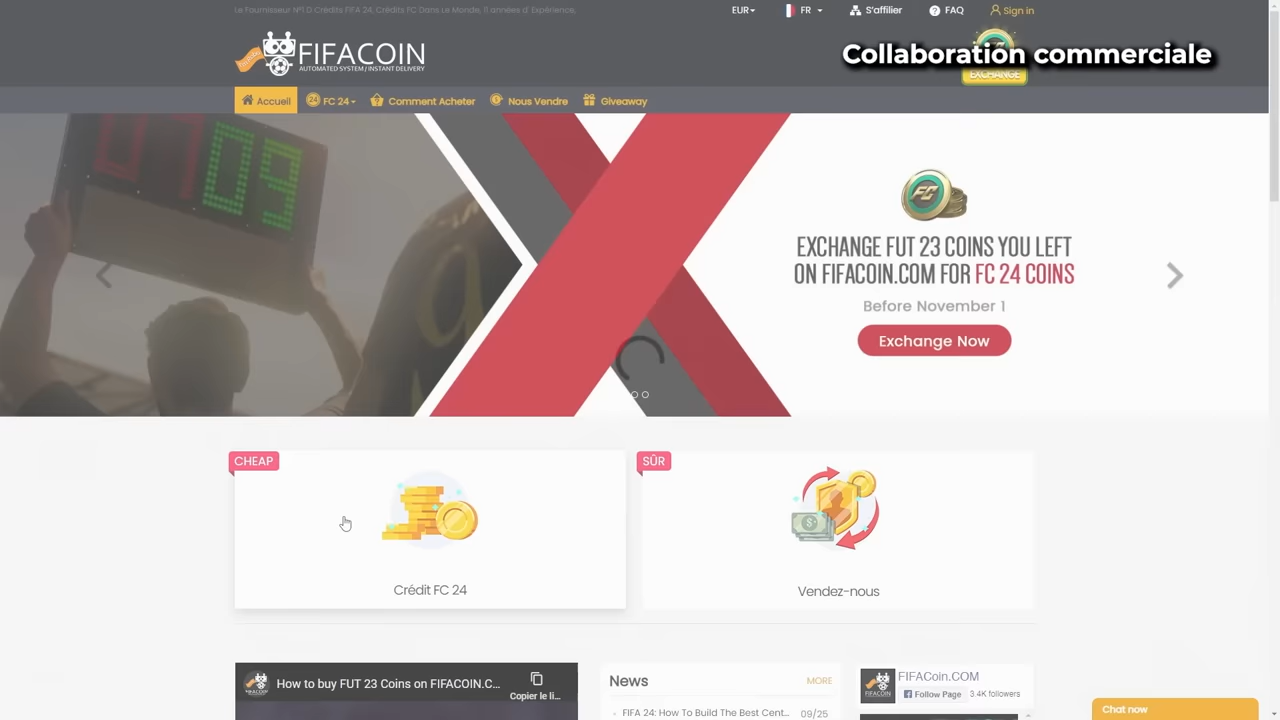 Le Fournisseur N°1 D Crédits FIFA 24, Crédits FC Dans Le Monde, 11 années d' Expérience,
EUR
FR
S'affilier
FAQ
Sign in
FIFACOIN
AUTOMATED SYSTEM / INSTANT DELIVERY
Collaboration commerciale
EXCHANGE
Accueil
FC 24
Comment Acheter
Nous Vendre
Giveaway
09
FC
EXCHANGE FUT 23 COINS YOU LEFT
ON FIFACOIN.COM FOR FC 24 COINS
Before November 1
Exchange Now
CHEAP
SÛR
Crédit FC 24
Vendez-nous
How to buy FUT 23 Coins on FIFACOIN.C...
Copier le li...
News
MORE
FIFA 24: How To Build The Best Cent...
09/25
FIFACOIN
FIFACoin.COM
Follow Page
3.4K followers
Chat now